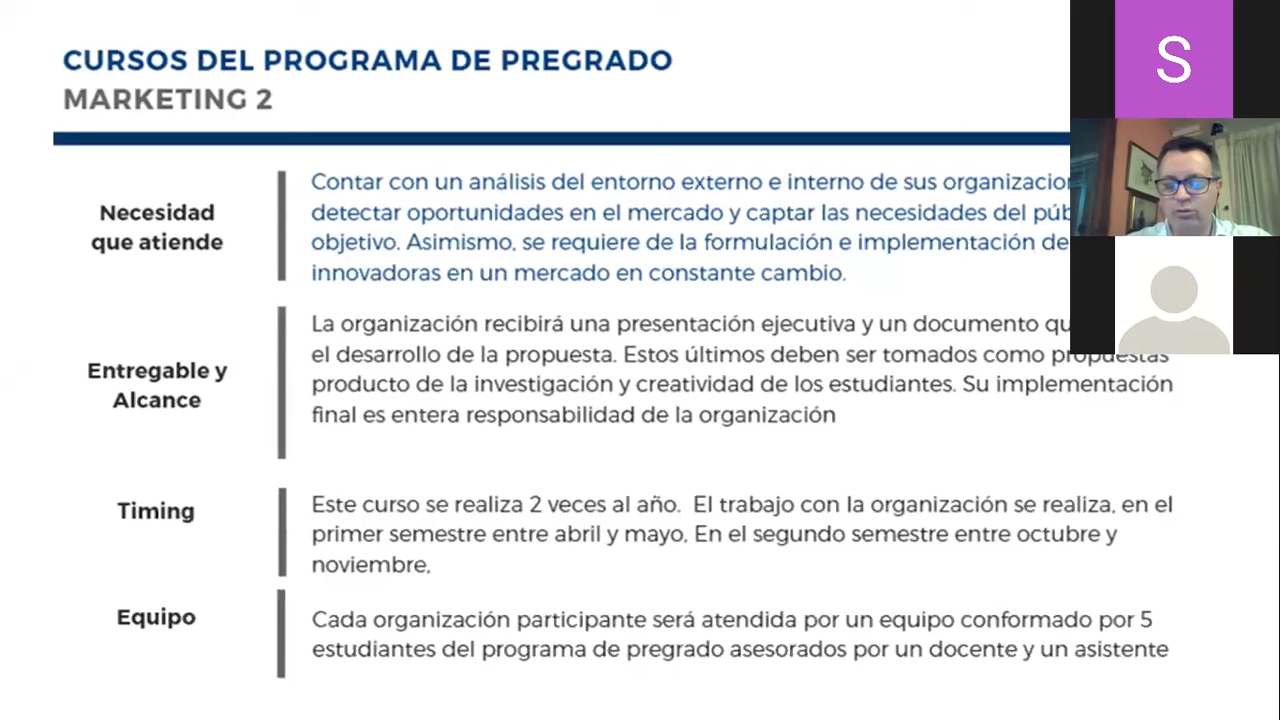 CURSOS DEL PROGRAMA DE PREGRADO
MARKETING 2
S
Necesidad
que atiende
Contar con un análisis del entorno externo e interno de sus
detectar oportunidades en el mercado y captar las necesidades del
objetivo. Asimismo, se requiere de la formulación e implementación de
innovadoras en un mercado en constante cambio.
Entregable y
Alcance
La organización recibirá una presentación ejecutiva y un documento
el desarrollo de la propuesta. Estos últimos deben ser tomados como propuestas
producto de la investigación y creatividad de los estudiantes. Su implementación
final es entera responsabilidad de la organización
Timing
Este curso se realiza 2 veces al año. El trabajo con la organización se realiza, en el
primer semestre entre abril y mayo, En el segundo semestre entre octubre y
noviembre,
Equipo
Cada organización participante será atendida por un equipo conformado por 5
estudiantes del programa de pregrado asesorados por un docente y un asistente